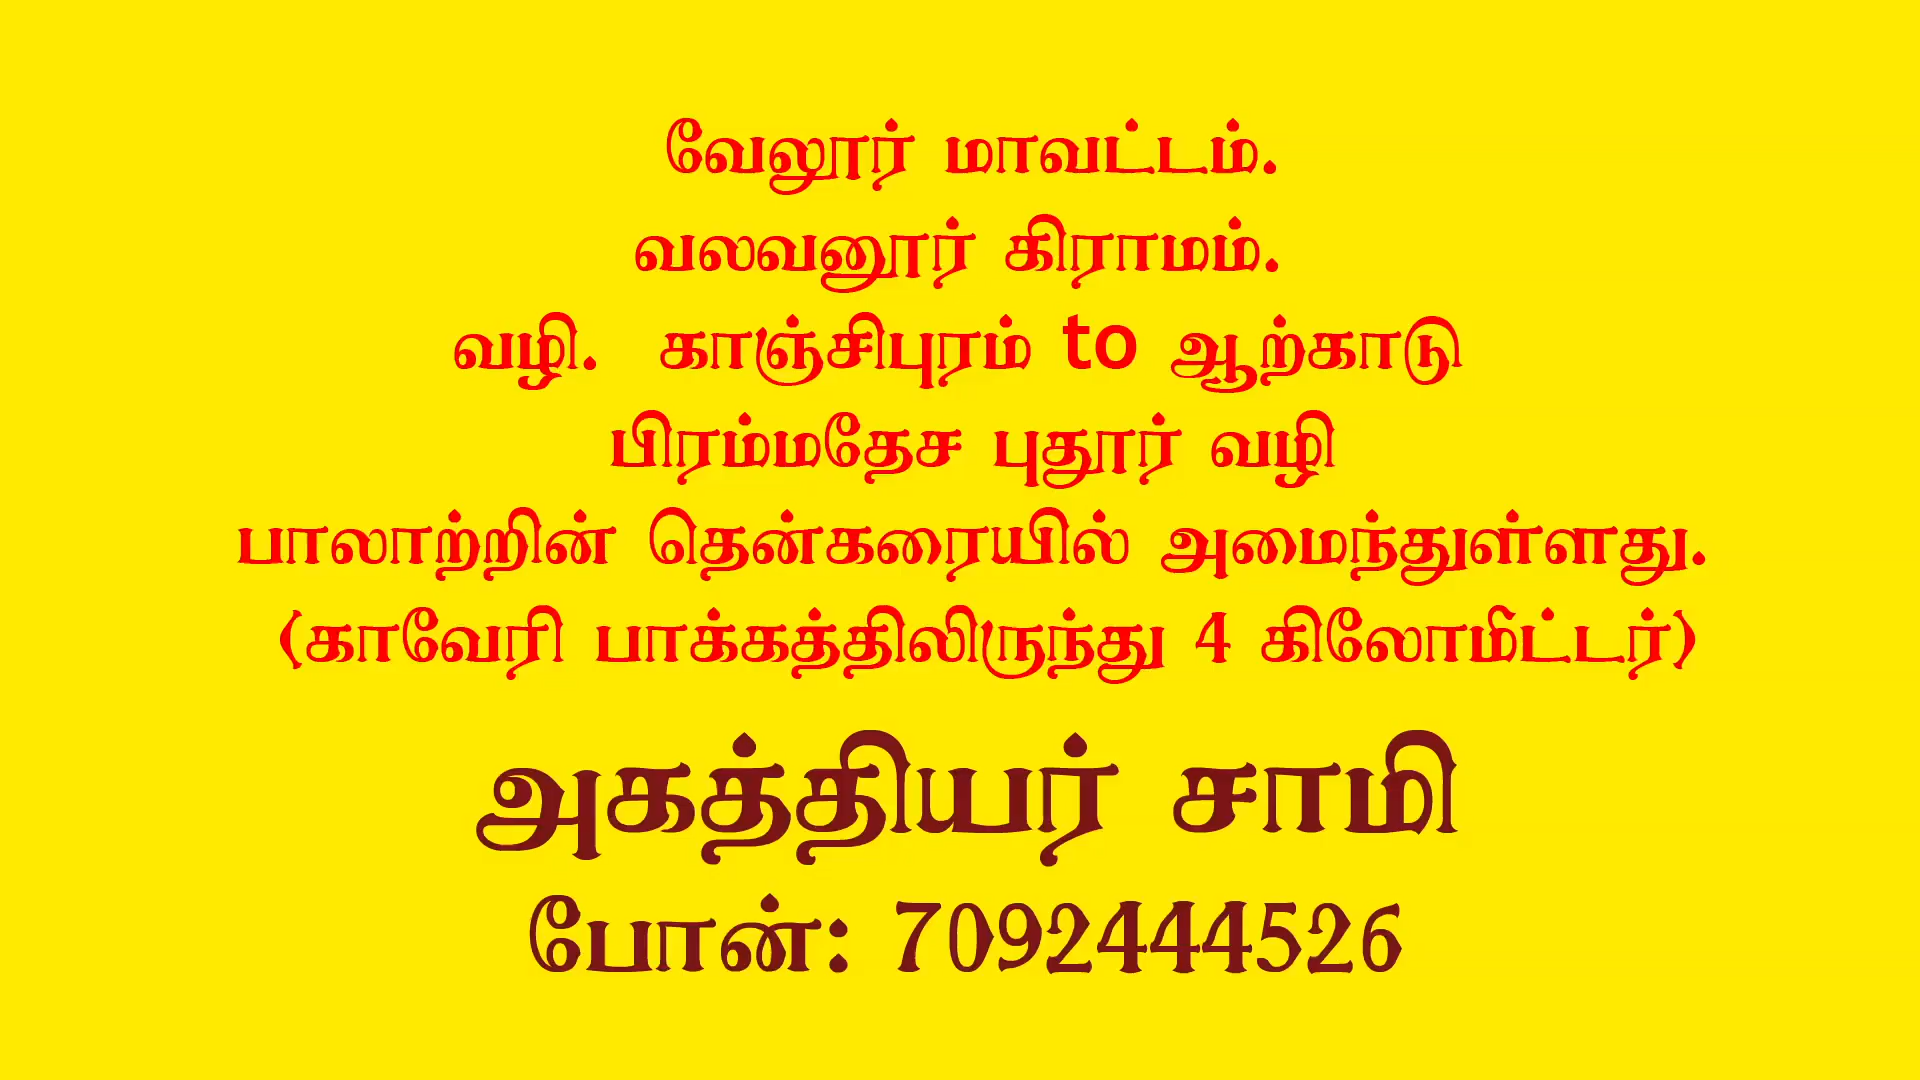 வேலூர் மாவட்டம்.
வலவனூர் கிராமம்.
வழி. காஞ்சிபுரம் to ஆற்காடு
பிரம்மதேச புதூர் வழி
பாலாற்றின் தென்கரையில் அமைந்துள்ளது.
(காவேரி பாக்கத்திலிருந்து 4 கிலோமீட்டர்)
அகத்தியர் சாமி
போன்: 7092444526